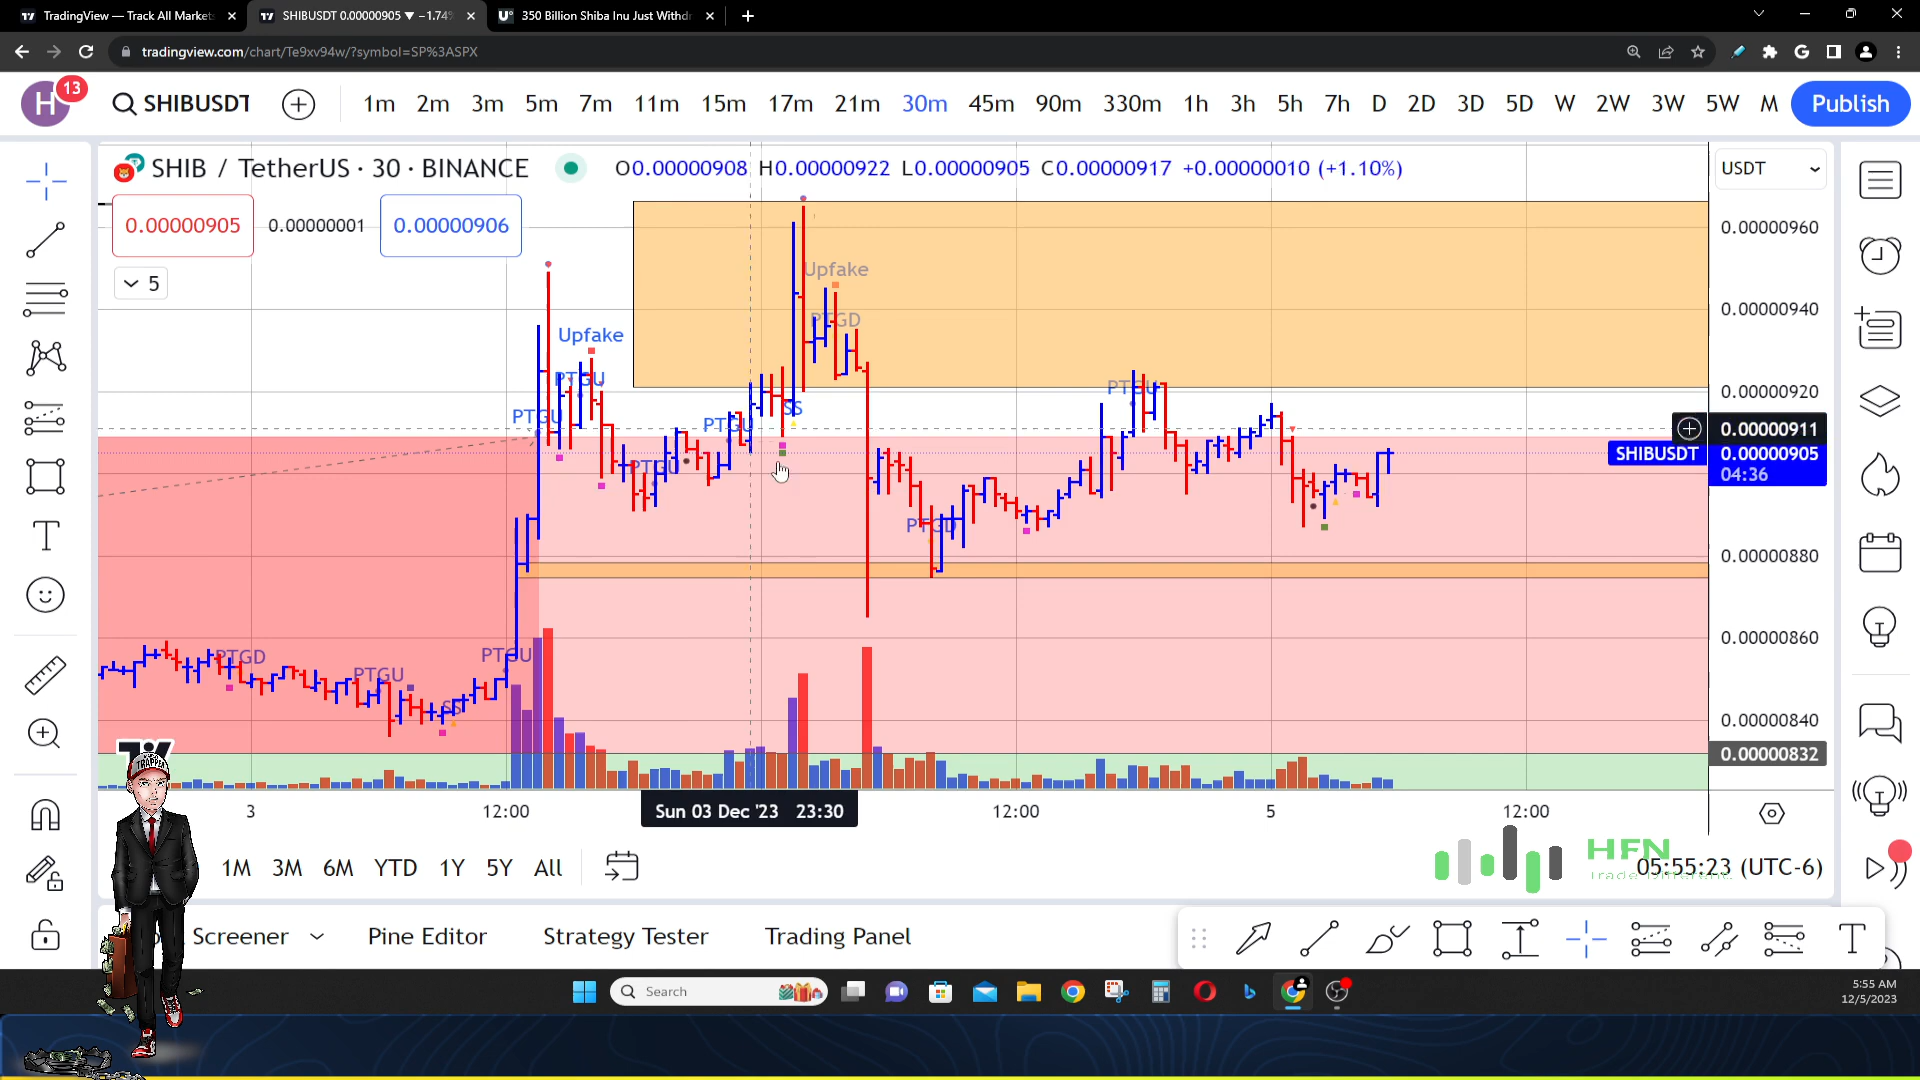 TradingView — Track All Market
SHIBUSDT 0.00000905 ▼ −1.74%
350 Billion Shiba Inu Just Withdr
tradingview.com/chart/Te9xv94w/?symbol=SP%3ASPX
H 13 SHIBUSDT 1m 2m 3m 5m 7m 11m 15m 17m 21m 30m 45m 90m 330m 1h 3h 5h 7h D 2D 3D 5D W 2W 3W 5W M Publish
SHIB / TetherUS · 30 · BINANCE O0.00000908 H0.00000922 L0.00000905 C0.00000917 +0.00000010 (+1.10%) USDT
0.00000905 0.00000001 0.00000906 0.00000960
5
Upfake
0.00000940
PTGD
Upfake
PTGU
PTGU
0.00000920
SS
PTGU
PTGU
0.00000911
SHIBUSDT 0.00000905
04:36
PTGU
PTGD
0.00000880
0.00000860
PTGD
PTGU
PTGU
SS
0.00000840
0.00000832
TRAPPER
3 12:00 Sun 03 Dec '23 23:30 12:00 5 12:00
HFN
Trade Different.
1M 3M 6M YTD 1Y 5Y All 05:55:23 (UTC-6)
Screener Pine Editor Strategy Tester Trading Panel
Search
5:55 AM
12/5/2023